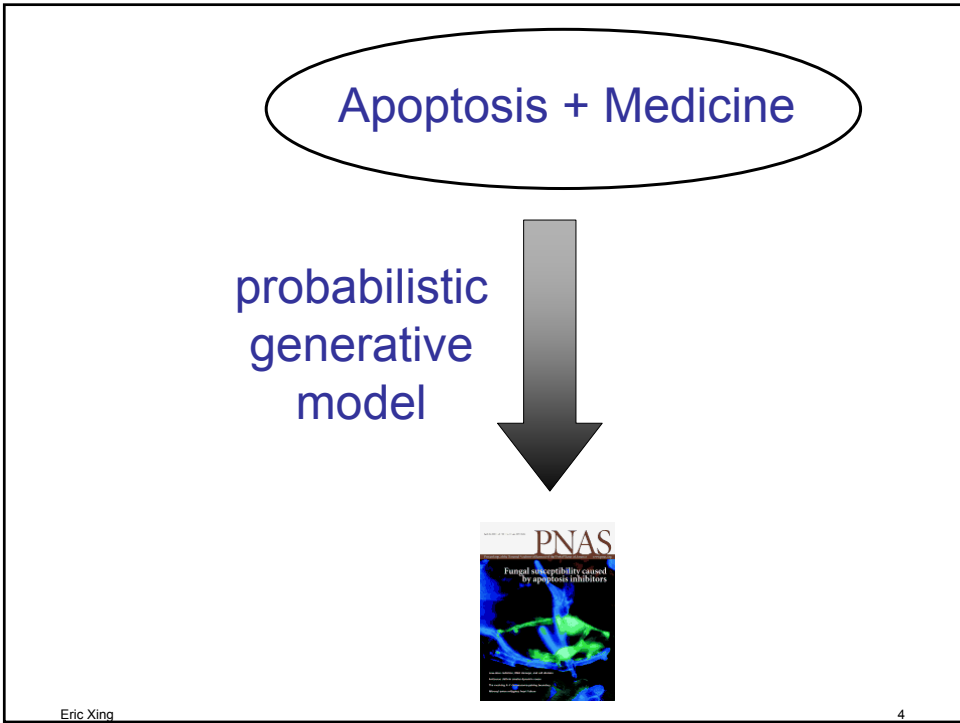 Apoptosis + Medicine
probabilistic
generative
model
PNAS
Fungal susceptibility caused
by apoptosis inhibitors
Eric Xing
4